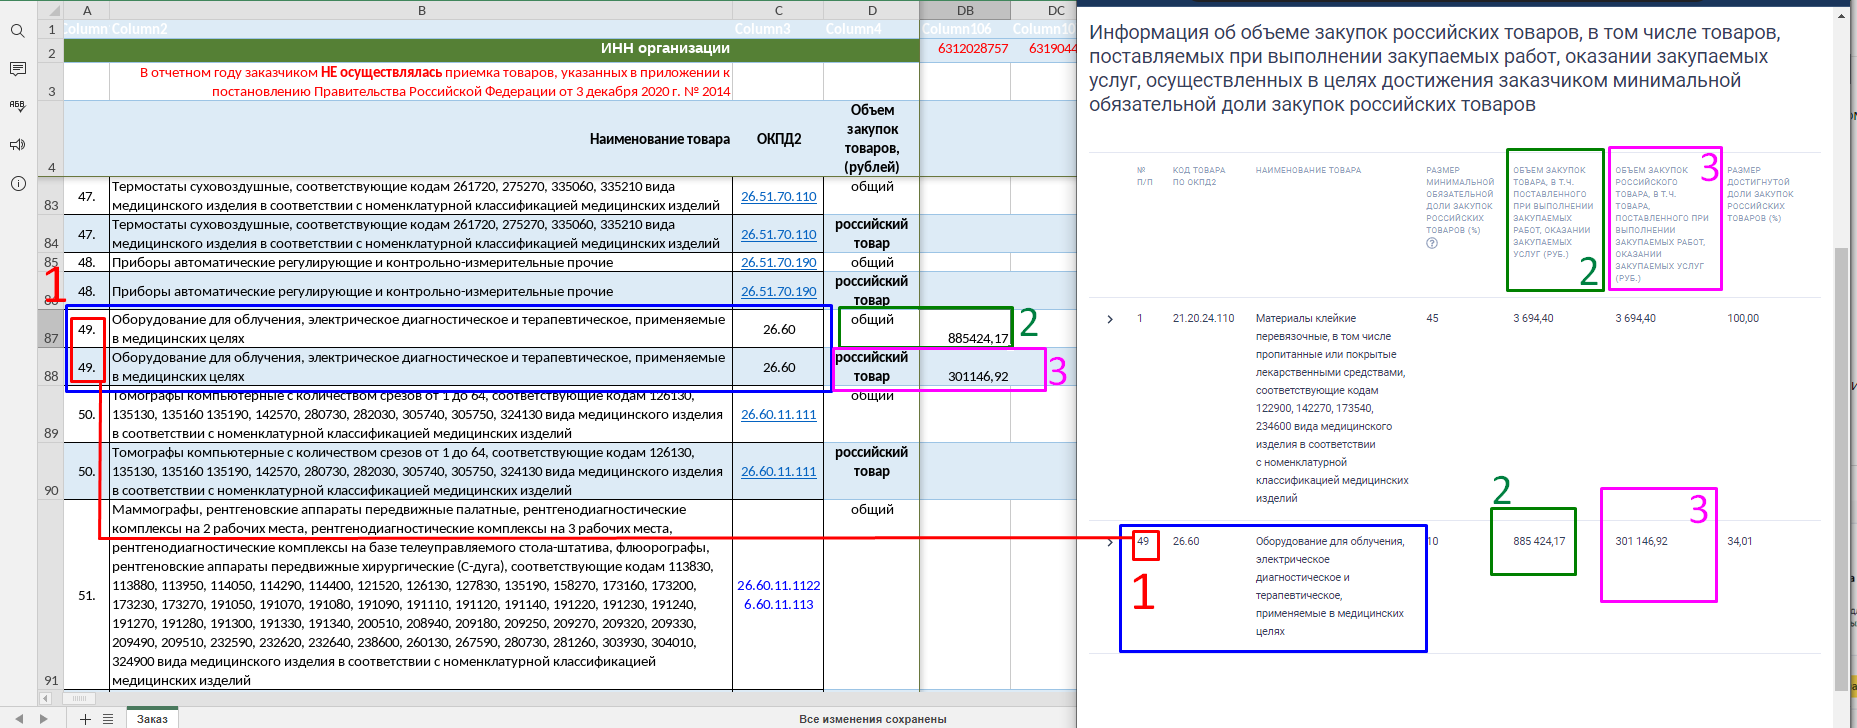 A B C D DB DC
1 Column Column2 Column3 Column4 Column106 Column10
2 ИНН организации 6312028757 6319044
3 В отчетном году заказчиком НЕ осуществлялась приемка товаров, указанных в приложении к
постановлению Правительства Российской Федерации от 3 декабря 2020 г. № 2014
4 Наименование товара ОКПД2 Объем
закупок
товаров,
(рублей)
83 47. Термостаты суховоздушные, соответствующие кодам 261720, 275270, 335060, 335210 вида
медицинского изделия в соответствии с номенклатурной классификацией медицинских изделий
26.51.70.110 общий
84 47. Термостаты суховоздушные, соответствующие кодам 261720, 275270, 335060, 335210 вида
медицинского изделия в соответствии с номенклатурной классификацией медицинских изделий
26.51.70.110 российский
товар
85 48. Приборы автоматические регулирующие и контрольно-измерительные прочие 26.51.70.190 общий
1
86 48. Приборы автоматические регулирующие и контрольно-измерительные прочие 26.51.70.190 российский
товар
87 49. Оборудование для облучения, электрическое диагностическое и терапевтическое, применяемые
в медицинских целях
26.60 общий 885424,17 2
88 49. Оборудование для облучения, электрическое диагностическое и терапевтическое, применяемые
в медицинских целях
26.60 российский
товар 301146,92 3
89 Томографы компьютерные с количеством срезов от 1 до 64, соответствующие кодам 126130,
50. 135130, 135160 135190, 142570, 280730, 282030, 305740, 305750, 324130 вида медицинского изделия
в соответствии с номенклатурной классификацией медицинских изделий
26.60.11.111 общий
90 Томографы компьютерные с количеством срезов от 1 до 64, соответствующие кодам 126130,
50. 135130, 135160 135190, 142570, 280730, 282030, 305740, 305750, 324130 вида медицинского изделия
в соответствии с номенклатурной классификацией медицинских изделий
26.60.11.111 российский
товар
91 Маммографы, рентгеновские аппараты передвижные палатные, рентгенодиагностические
комплексы на 2 рабочих места, рентгенодиагностические комплексы на 3 рабочих места,
рентгенодиагностические комплексы на базе телеуправляемого стола-штатива, флюорографы,
рентгеновские аппараты передвижные хирургические (С-дуга), соответствующие кодам 113830,
113880, 113950, 114050, 114290, 114400, 121520, 126130, 127830, 135190, 158270, 173160, 173200,
51. 173230, 173270, 191050, 191070, 191080, 191090, 191110, 191120, 191140, 191220, 191230, 191240,
191270, 191280, 191300, 191330, 191340, 200510, 208940, 209180, 209250, 209270, 209320, 209330,
209490, 209510, 232590, 232620, 232640, 238600, 260130, 267590, 280730, 281260, 303930, 304010,
324900 вида медицинского изделия в соответствии с номенклатурной классификацией
медицинских изделий
26.60.11.1122
6.60.11.113
общий
Заказ
Все изменения сохранены
Информация об объеме закупок российских товаров, в том числе товаров,
поставляемых при выполнении закупаемых работ, оказании закупаемых
услуг, осуществленных в целях достижения заказчиком минимальной
обязательной доли закупок российских товаров
№
П/П
КОД ТОВАРА
ПО ОКПД2
НАИМЕНОВАНИЕ ТОВАРА
РАЗМЕР
МИНИМАЛЬНОЙ
ОБЯЗАТЕЛЬНОЙ
ДОЛИ ЗАКУПОК
РОССИЙСКИХ
ТОВАРОВ (%)
?
ОБЪЕМ ЗАКУПОК
ТОВАРА, В Т.Ч.
ПОСТАВЛЕННОГО
ПРИ ВЫПОЛНЕНИИ
ЗАКУПАЕМЫХ
РАБОТ, ОКАЗАНИИ
ЗАКУПАЕМЫХ
УСЛУГ (РУБ.)
2
ОБЪЕМ ЗАКУПОК
РОССИЙСКОГО
ТОВАРА, В Т.Ч.
ТОВАРА,
ПОСТАВЛЕННОГО ПРИ
ВЫПОЛНЕНИИ
ЗАКУПАЕМЫХ РАБОТ,
ОКАЗАНИИ
ЗАКУПАЕМЫХ УСЛУГ
(РУБ.)
3
РАЗМЕР
ДОСТИГНУТОЙ
ДОЛИ ЗАКУПОК
РОССИЙСКИХ
ТОВАРОВ (%)
1 21.20.24.110 Материалы клейкие 45 3 694,40 3 694,40 100,00
перевязочные, в том числе
пропитанные или покрытые
лекарственными средствами,
соответствующие кодам
122900, 142270, 173540,
234600 вида медицинского
изделия в соответствии
с номенклатурной
классификацией медицинских
изделий
2 3
49 26.60 Оборудование для облучения, 10 885 424,17 301 146,92 34,01
электрическое
диагностическое и
терапевтическое,
применяемые в медицинских
целях
1